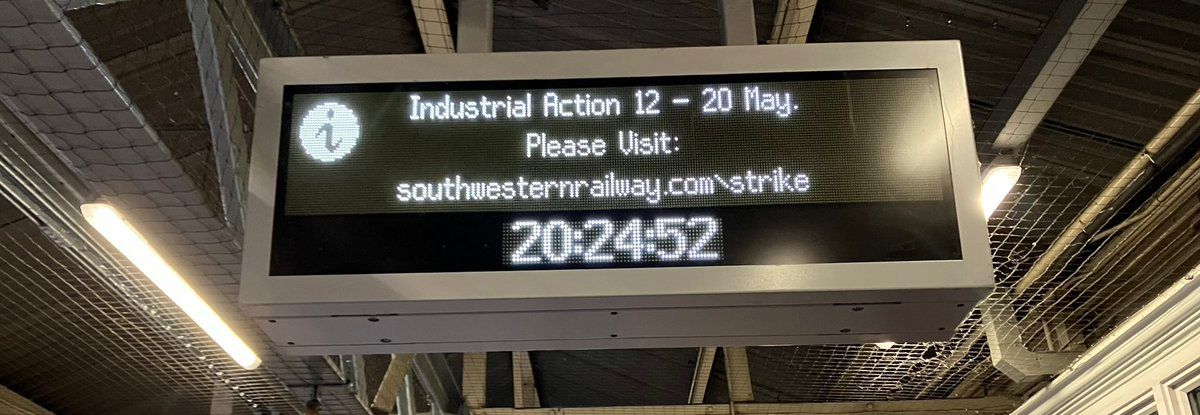 i
Industrial Action 12 - 20 May.
Please Visit:
southwesternrailway.com\strike
20:24:52